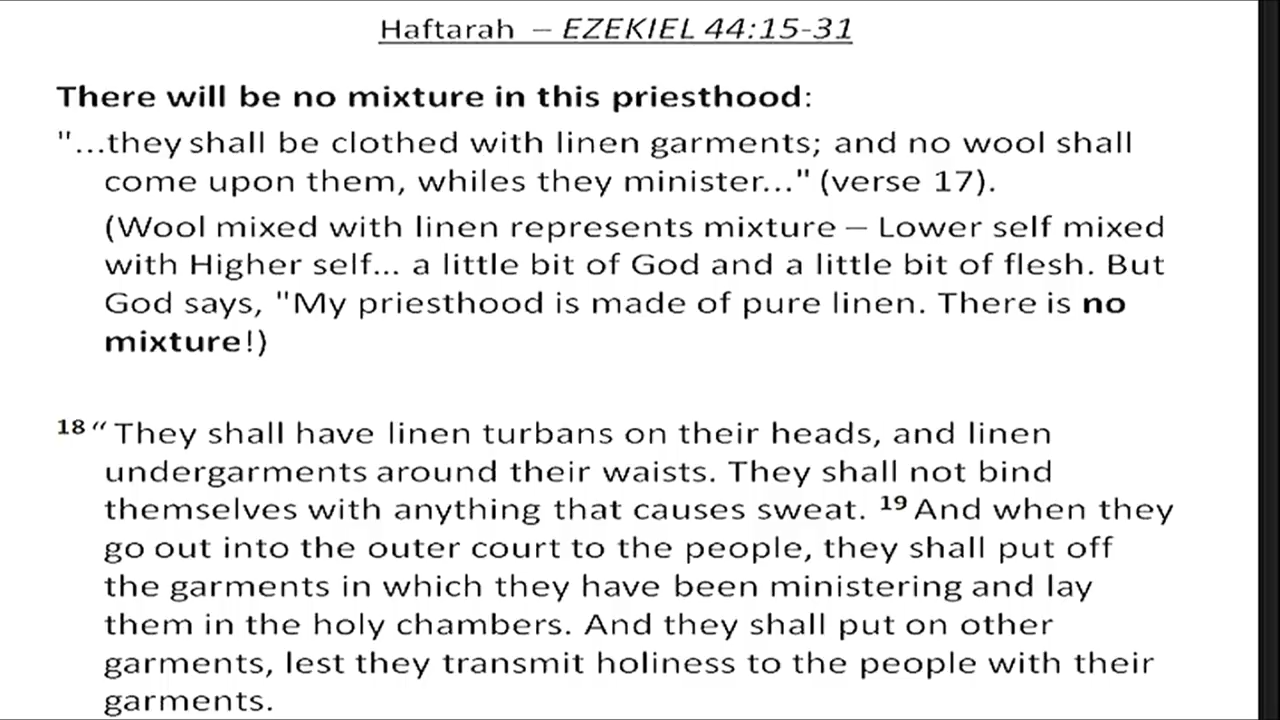 Haftarah – EZEKIEL 44:15-31
There will be no mixture in this priesthood:
"...they shall be clothed with linen garments; and no wool shall
come upon them, whiles they minister..." (verse 17).
(Wool mixed with linen represents mixture – Lower self mixed
with Higher self... a little bit of God and a little bit of flesh. But
God says, "My priesthood is made of pure linen. There is no
mixture!)
18 “ They shall have linen turbans on their heads, and linen
undergarments around their waists. They shall not bind
themselves with anything that causes sweat. 19 And when they
go out into the outer court to the people, they shall put off
the garments in which they have been ministering and lay
them in the holy chambers. And they shall put on other
garments, lest they transmit holiness to the people with their
garments.